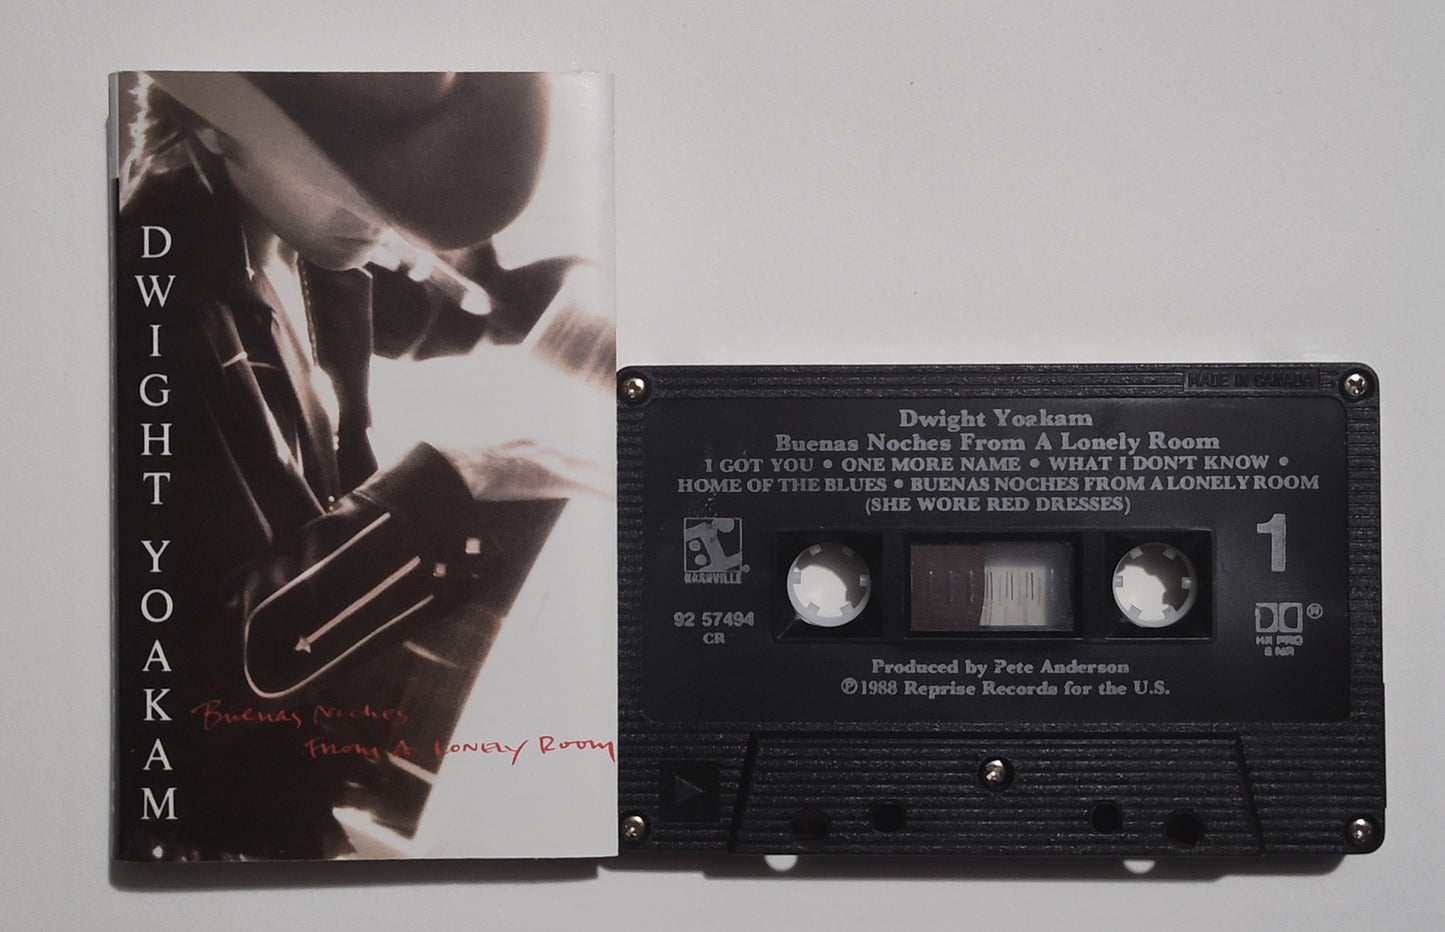 DWIGHT YOAKAM
Buenas Noches
From A Lonely Room
MADE IN CANADA
Dwight Yoakam
Buenas Noches From A Lonely Room
I GOT YOU • ONE MORE NAME • WHAT I DON'T KNOW •
HOME OF THE BLUES • BUENAS NOCHES FROM A LONELY ROOM
(SHE WORE RED DRESSES)
NASHVILLE ®
1
92 57494
CR
®
HX PRO
B NR
Produced by Pete Anderson
℗ 1988 Reprise Records for the U.S.